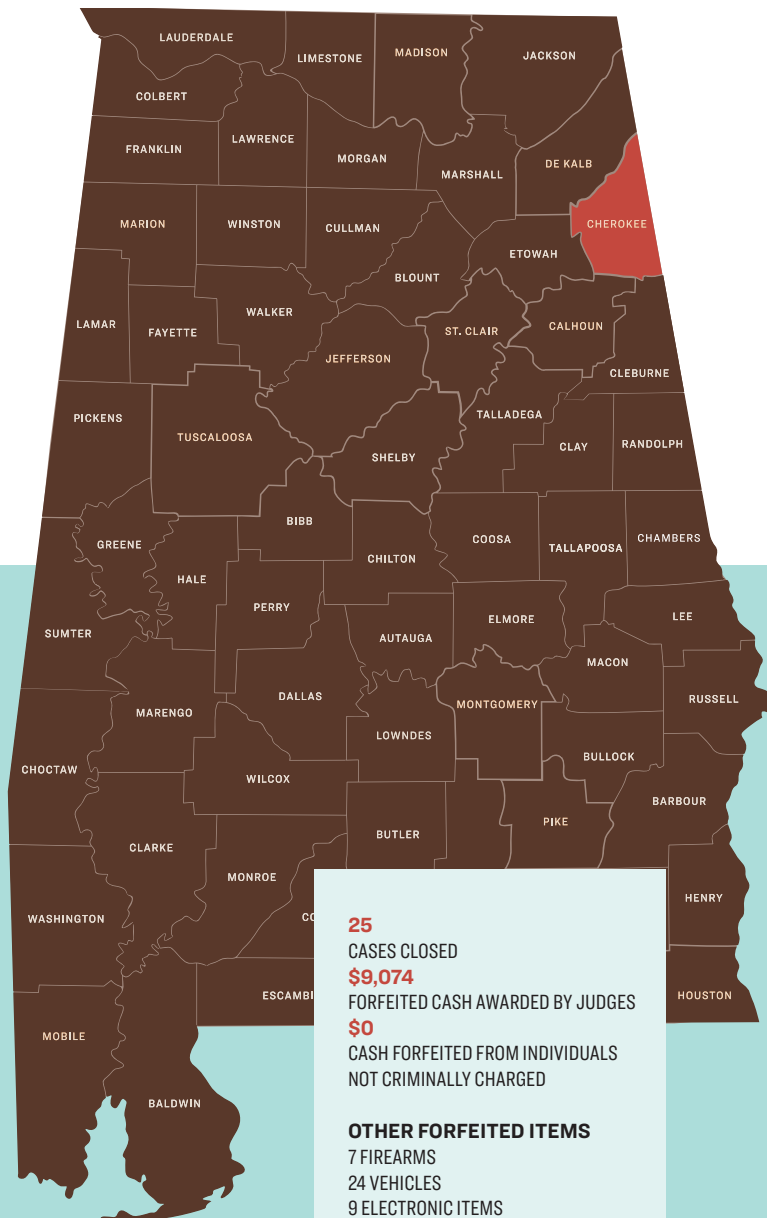 LAUDERDALE
LIMESTONE
MADISON
JACKSON
COLBERT
FRANKLIN
LAWRENCE
MORGAN
MARSHALL
DE KALB
MARION
WINSTON
CULLMAN
CHEROKEE
ETOWAH
BLOUNT
LAMAR
FAYETTE
WALKER
JEFFERSON
ST. CLAIR
CALHOUN
CLEBURNE
PICKENS
TUSCALOOSA
SHELBY
TALLADEGA
CLAY
RANDOLPH
GREENE
BIBB
HALE
CHILTON
COOSA
TALLAPOOSA
CHAMBERS
SUMTER
PERRY
AUTAUGA
ELMORE
LEE
MACON
MARENGO
DALLAS
LOWNDES
MONTGOMERY
RUSSELL
BULLOCK
CHOCTAW
WILCOX
BUTLER
PIKE
BARBOUR
CLARKE
MONROE
HENRY
WASHINGTON
CO
ESCAMBI
HOUSTON
MOBILE
BALDWIN
25
CASES CLOSED
$9,074
FORFEITED CASH AWARDED BY JUDGES
$0
CASH FORFEITED FROM INDIVIDUALS
NOT CRIMINALLY CHARGED
OTHER FORFEITED ITEMS
7 FIREARMS
24 VEHICLES
9 ELECTRONIC ITEMS